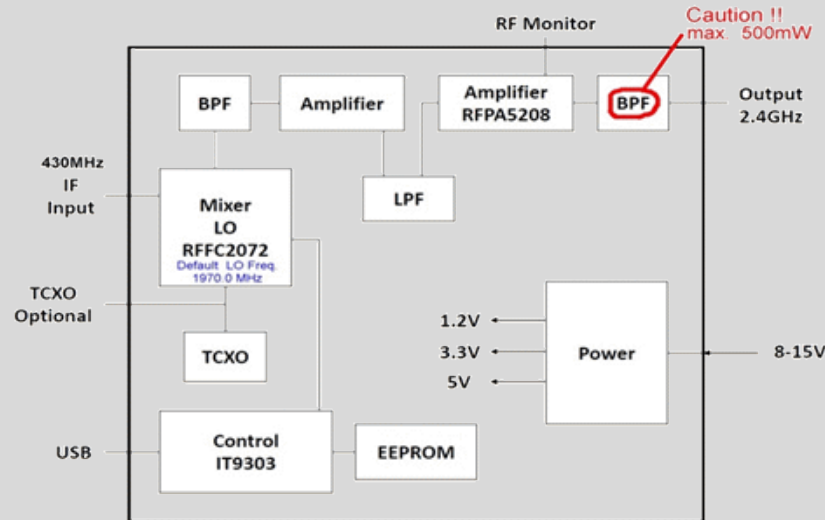 Caution !!
max. 500mW
RF Monitor
BPF
Amplifier
Amplifier
RFPA5208
BPF
Output
2.4GHz
430MHz
IF
Input
Mixer
LO
RFFC2072
Default LO Freq.
1970.0 MHz
LPF
TCXO
Optional
TCXO
1.2V
3.3V
5V
Power
8-15V
USB
Control
IT9303
EEPROM